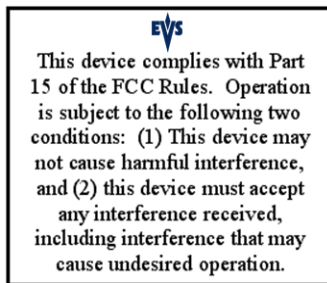 EVS
This device complies with Part
15 of the FCC Rules. Operation
is subject to the following two
conditions: (1) This device may
not cause harmful interference,
and (2) this device must accept
any interference received,
including interference that may
cause undesired operation.